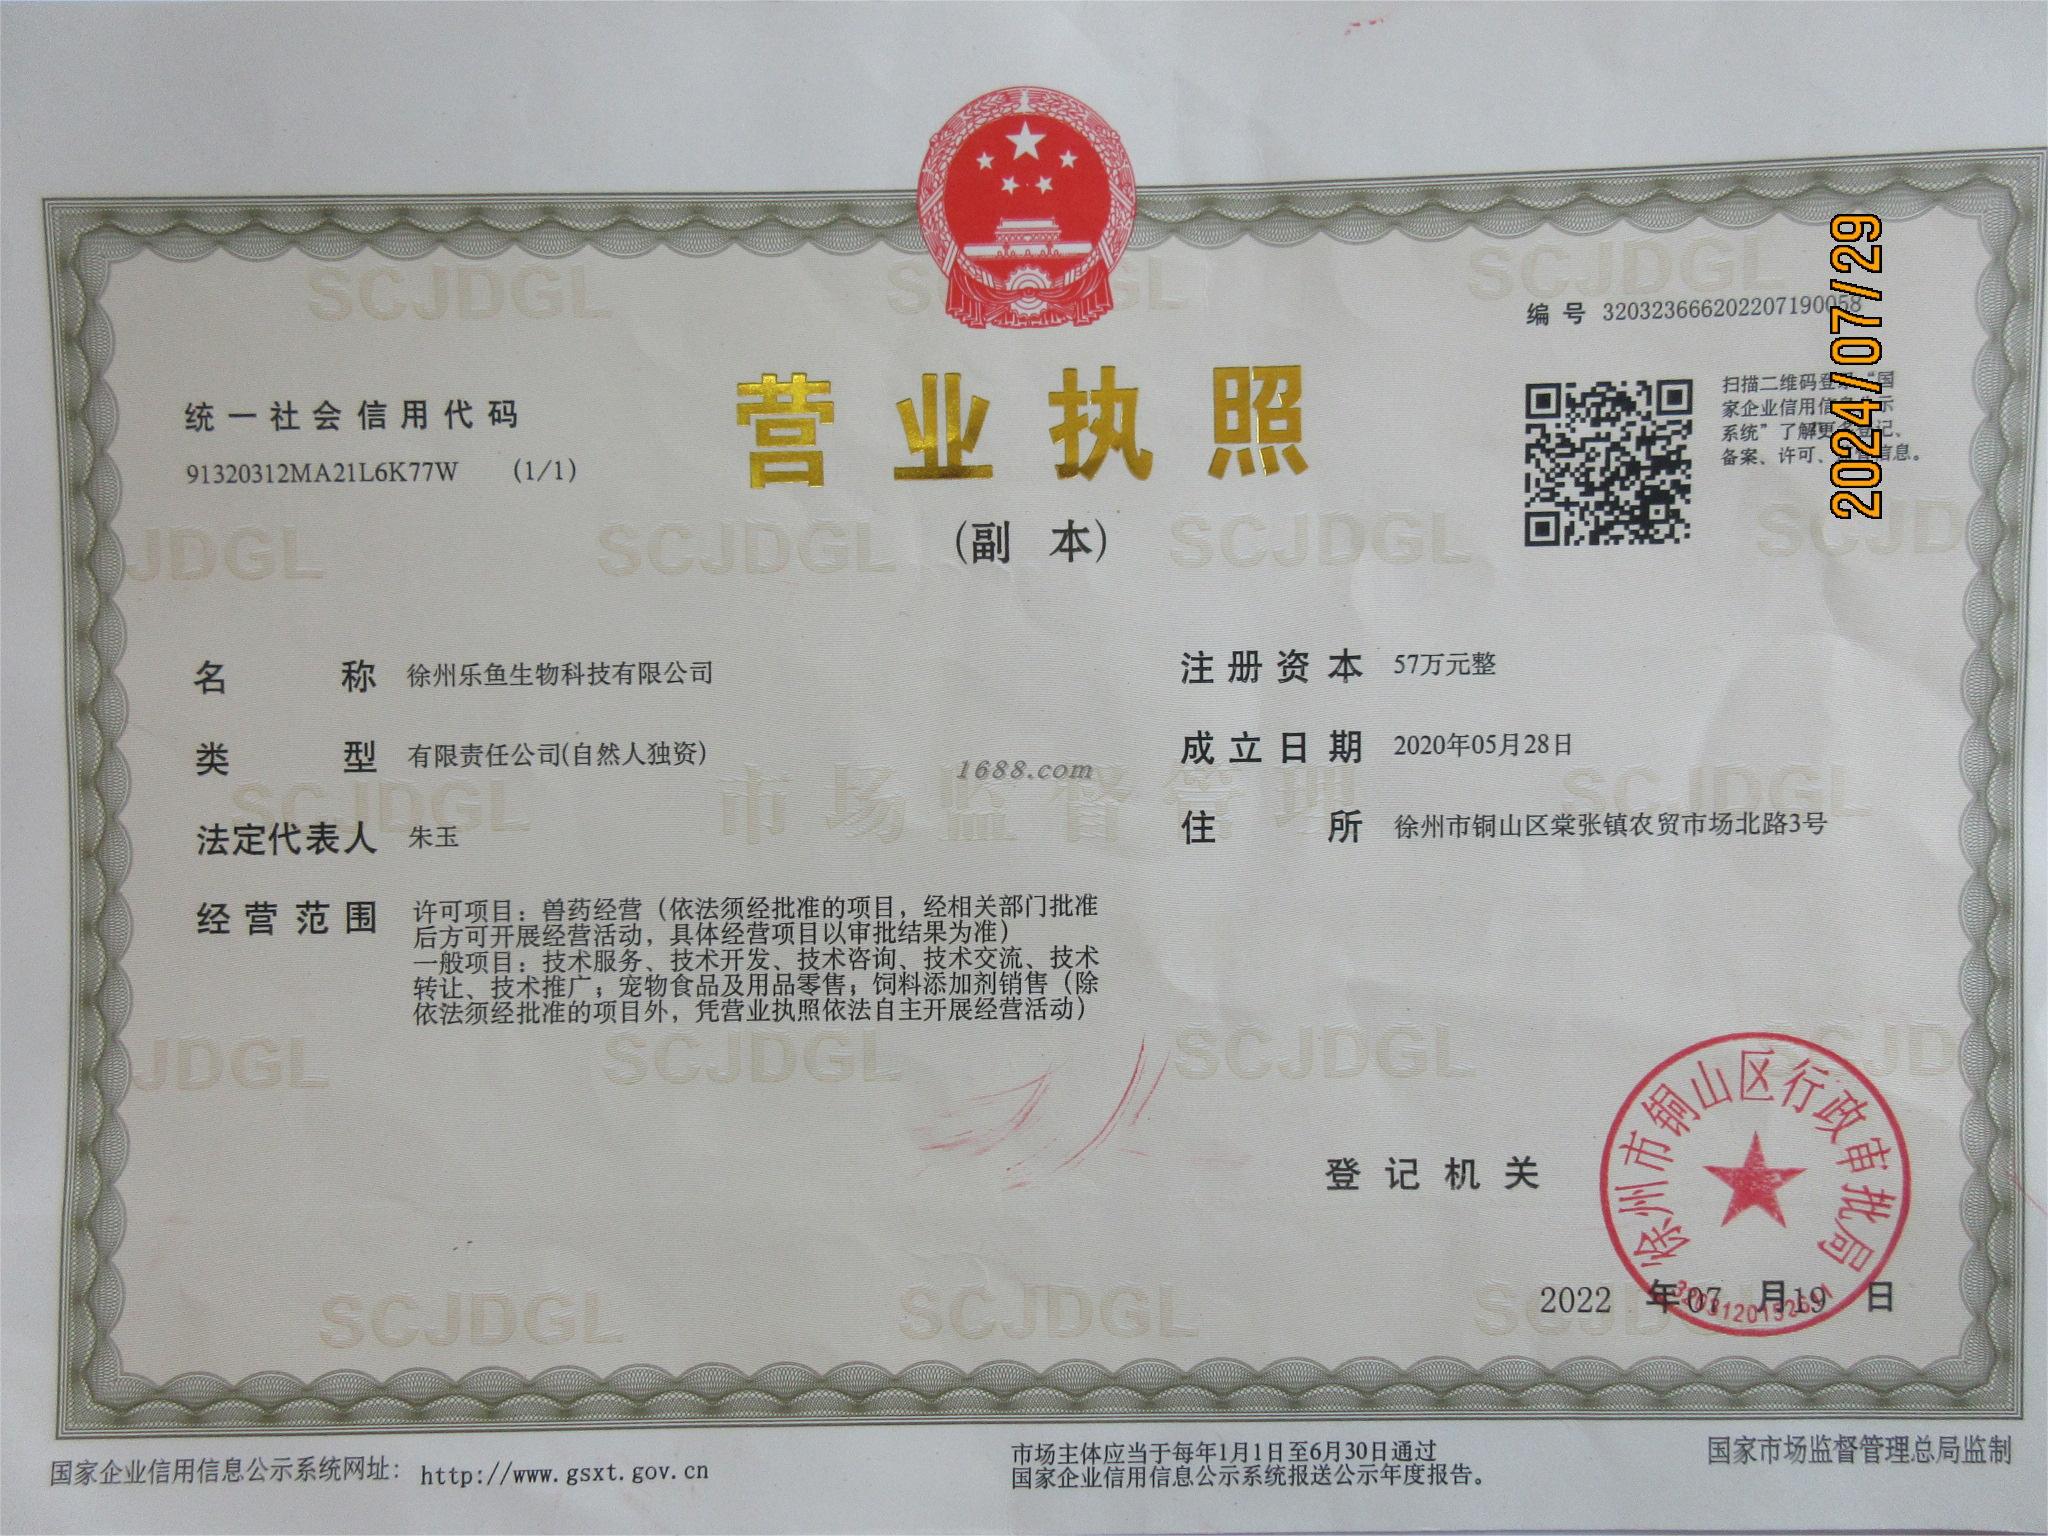 编号 320323666202207190058
统一社会信用代码
91320312MA21L6K77W (1/1)
营业执照
(副 本)
扫描二维码登录“国
家企业信用信息公示
系统”了解更多登记、
备案、许可、监管信息。
2024/07/29
名称 徐州乐鱼生物科技有限公司
类型 有限责任公司(自然人独资)
法定代表人 朱玉
经营范围 许可项目：兽药经营（依法须经批准的项目，经相关部门批准
后方可开展经营活动，具体经营项目以审批结果为准）
一般项目：技术服务、技术开发、技术咨询、技术交流、技术
转让、技术推广；宠物食品及用品零售；饲料添加剂销售（除
依法须经批准的项目外，凭营业执照依法自主开展经营活动）
注册资本 57万元整
成立日期 2020年05月28日
住所 徐州市铜山区棠张镇农贸市场北路3号
1688.com
市场监督管理
SCJDGL
登记机关
徐州市铜山区行政审批局
2022 年07 月19 日
国家企业信用信息公示系统网址： http://www.gsxt.gov.cn
市场主体应当于每年1月1日至6月30日通过
国家企业信用信息公示系统报送公示年度报告。
国家市场监督管理总局监制